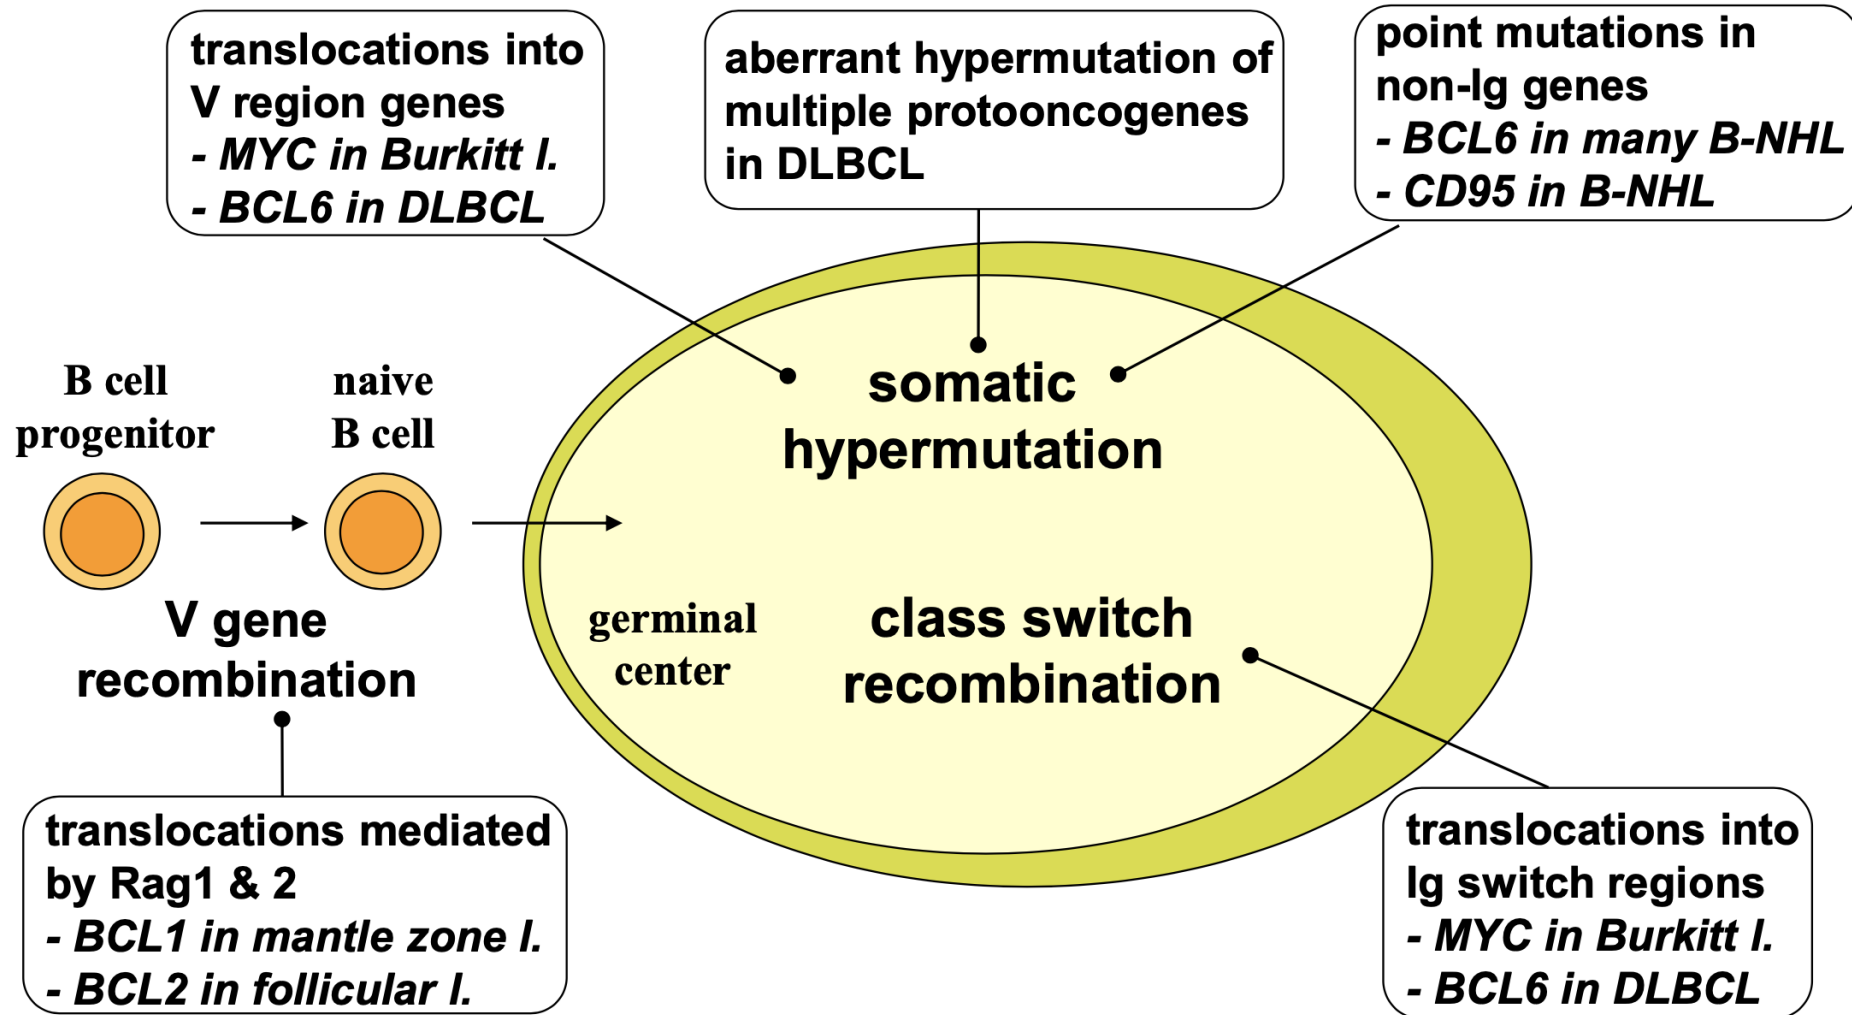 translocations into
V region genes
- MYC in Burkitt l.
- BCL6 in DLBCL
aberrant hypermutation of
multiple protooncogenes
in DLBCL
point mutations in
non-Ig genes
- BCL6 in many B-NHL
- CD95 in B-NHL
B cell
progenitor
naive
B cell
somatic
hypermutation
V gene
recombination
germinal
center
class switch
recombination
translocations mediated
by Rag1 & 2
- BCL1 in mantle zone l.
- BCL2 in follicular l.
translocations into
Ig switch regions
- MYC in Burkitt l.
- BCL6 in DLBCL